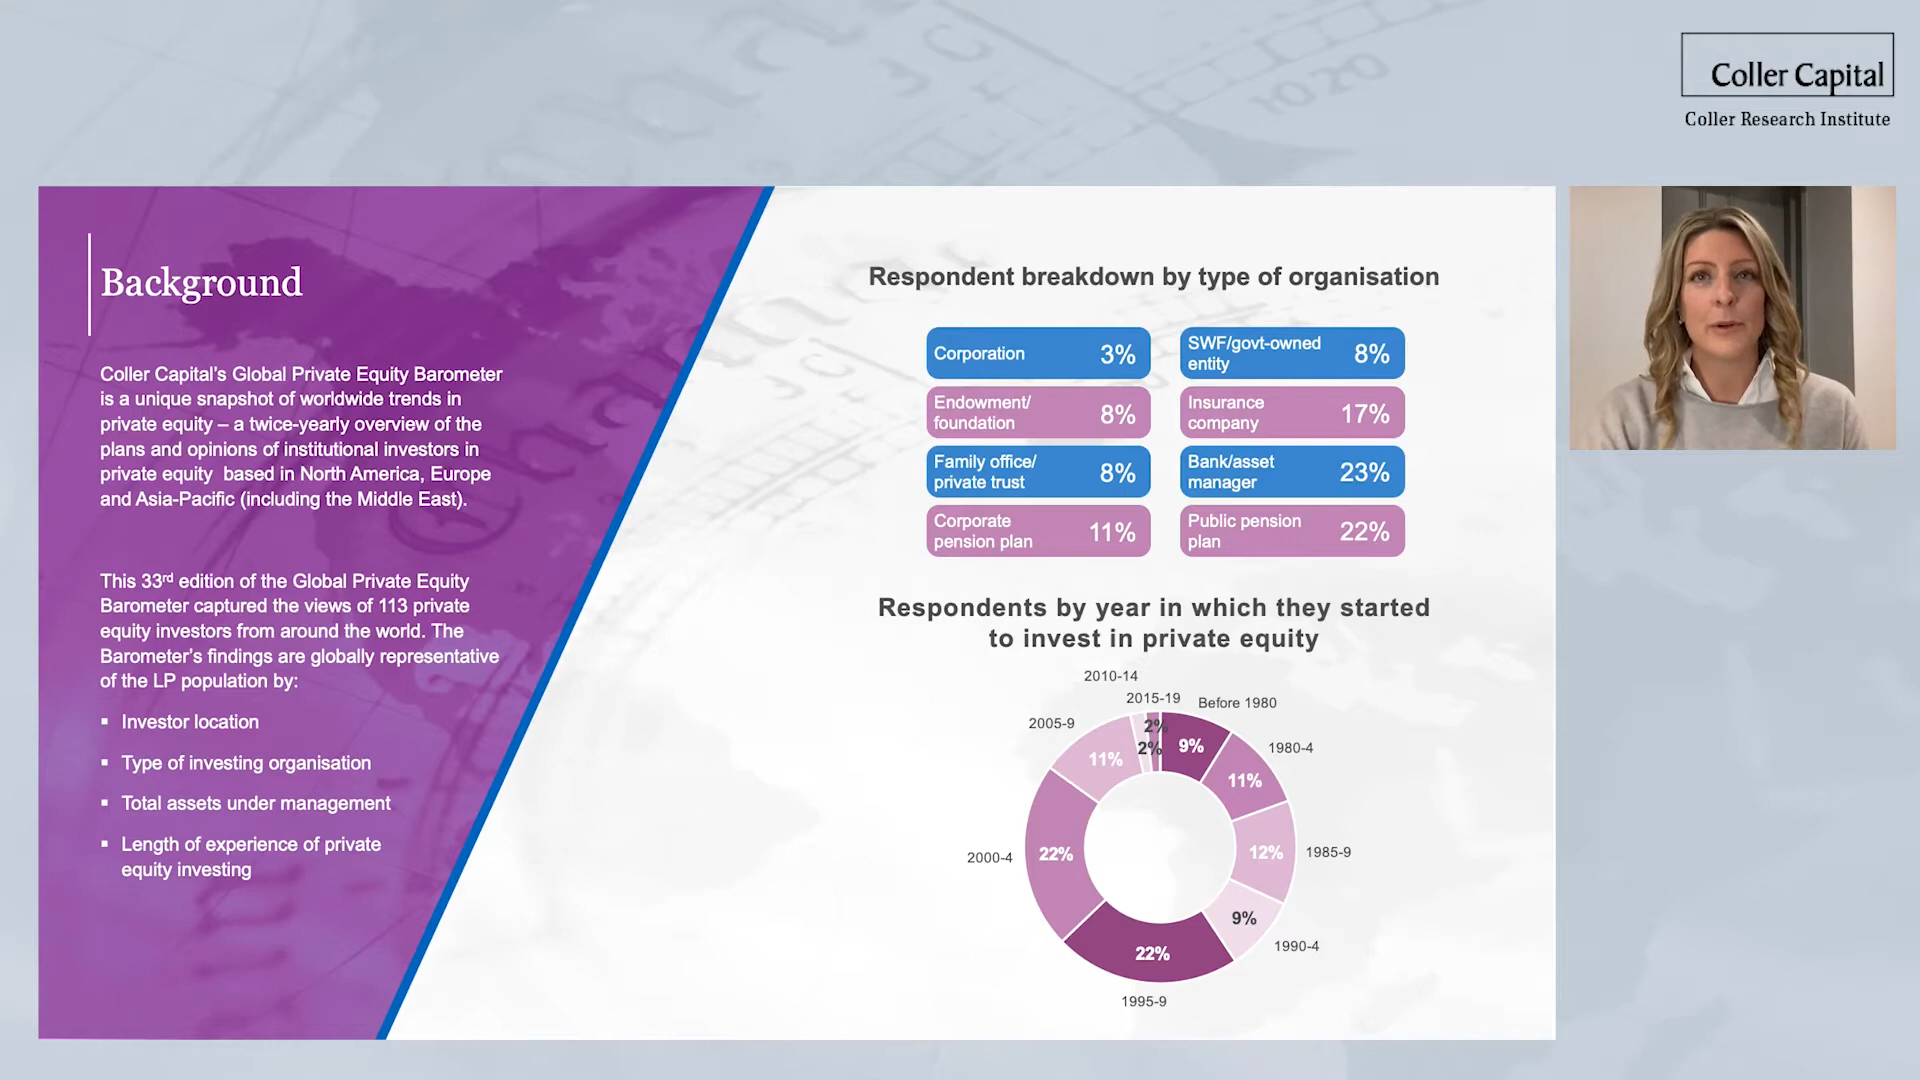 Coller Capital
Coller Research Institute
Background
Coller Capital’s Global Private Equity Barometer
is a unique snapshot of worldwide trends in
private equity – a twice-yearly overview of the
plans and opinions of institutional investors in
private equity  based in North America, Europe
and Asia-Pacific (including the Middle East).
This 33rd edition of the Global Private Equity
Barometer captured the views of 113 private
equity investors from around the world. The
Barometer’s findings are globally representative
of the LP population by:
▪ Investor location
▪ Type of investing organisation
▪ Total assets under management
▪ Length of experience of private
equity investing
Respondent breakdown by type of organisation
Corporation 3%
Endowment/
foundation 8%
Family office/
private trust 8%
Corporate
pension plan 11%
SWF/govt-owned
entity 8%
Insurance
company 17%
Bank/asset
manager 23%
Public pension
plan 22%
Respondents by year in which they started
to invest in private equity
2010-14
2015-19
Before 1980
2005-9
1980-4
2%
2%
9%
11%
11%
2000-4
22%
12%
1985-9
9%
1990-4
22%
1995-9
1020